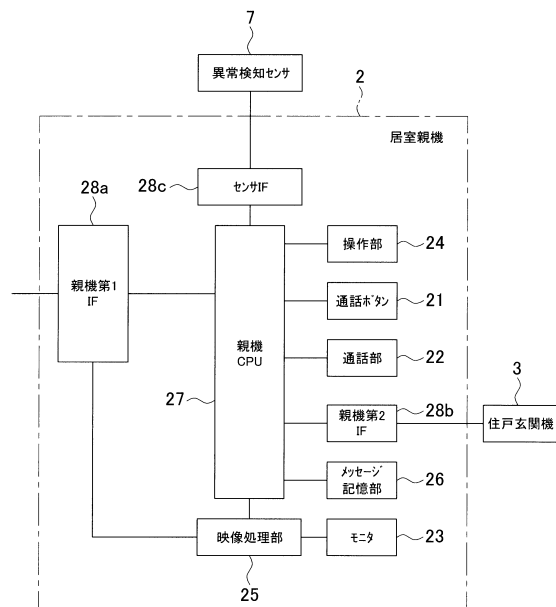 7
異常検知センサ
2
居室親機
28c
センサIF
28a
親機第1
IF
操作部
24
通話ボタン
21
親機
CPU
27
通話部
22
親機第2
IF
28b
3
住戸玄関機
メッセージ
記憶部
26
映像処理部
25
モニタ
23